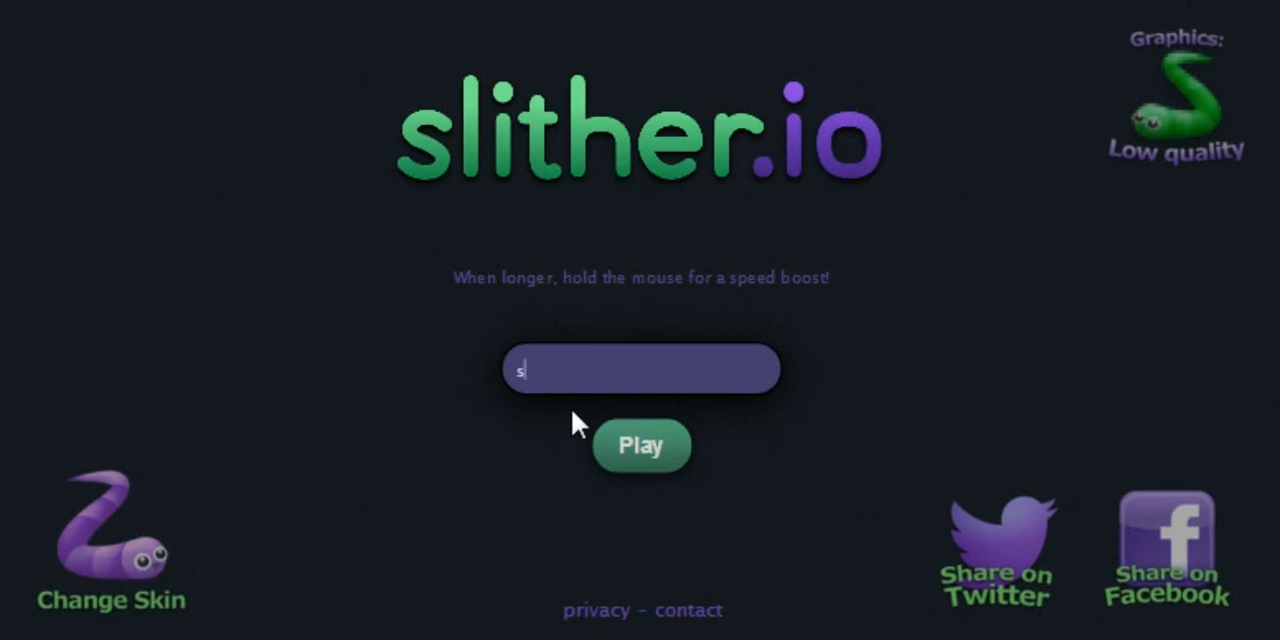 Graphics:
slither.io
Low quality
When longer, hold the mouse for a speed boost!
s
Play
Change Skin
Share on
Twitter
Share on
Facebook
privacy - contact